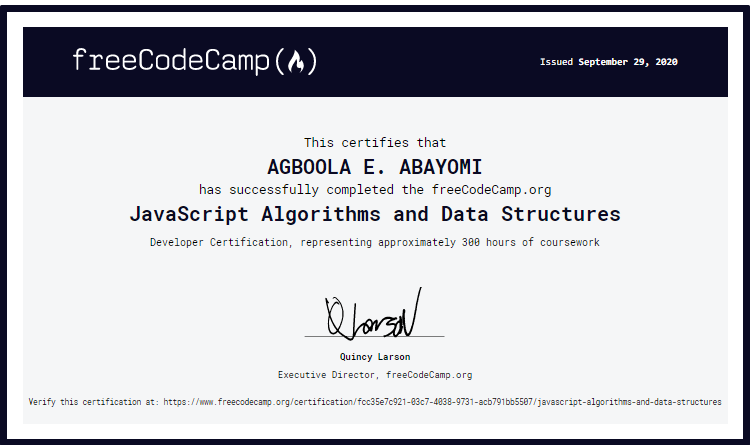 freeCodeCamp
Issued September 29, 2020
This certifies that
AGBOOLA E. ABAYOMI
has successfully completed the freeCodeCamp.org
JavaScript Algorithms and Data Structures
Developer Certification, representing approximately 300 hours of coursework
Q Larson
Quincy Larson
Executive Director, freeCodeCamp.org
Verify this certification at: https://www.freecodecamp.org/certification/fcc35e7c921-03c7-4038-9731-acb791bb5507/javascript-algorithms-and-data-structures